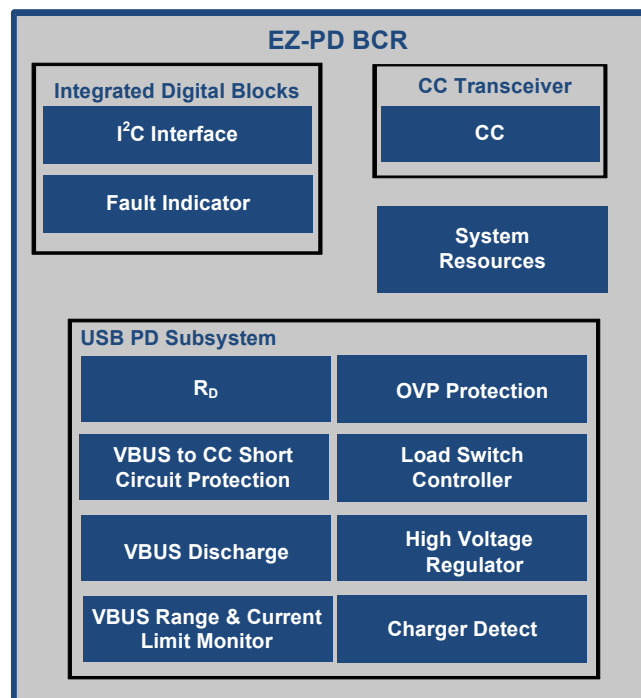 EZ-PD BCR
Integrated Digital Blocks
I²C Interface
Fault Indicator
CC Transceiver
CC
System
Resources
USB PD Subsystem
R_D
OVP Protection
VBUS to CC Short
Circuit Protection
Load Switch
Controller
VBUS Discharge
High Voltage
Regulator
VBUS Range & Current
Limit Monitor
Charger Detect